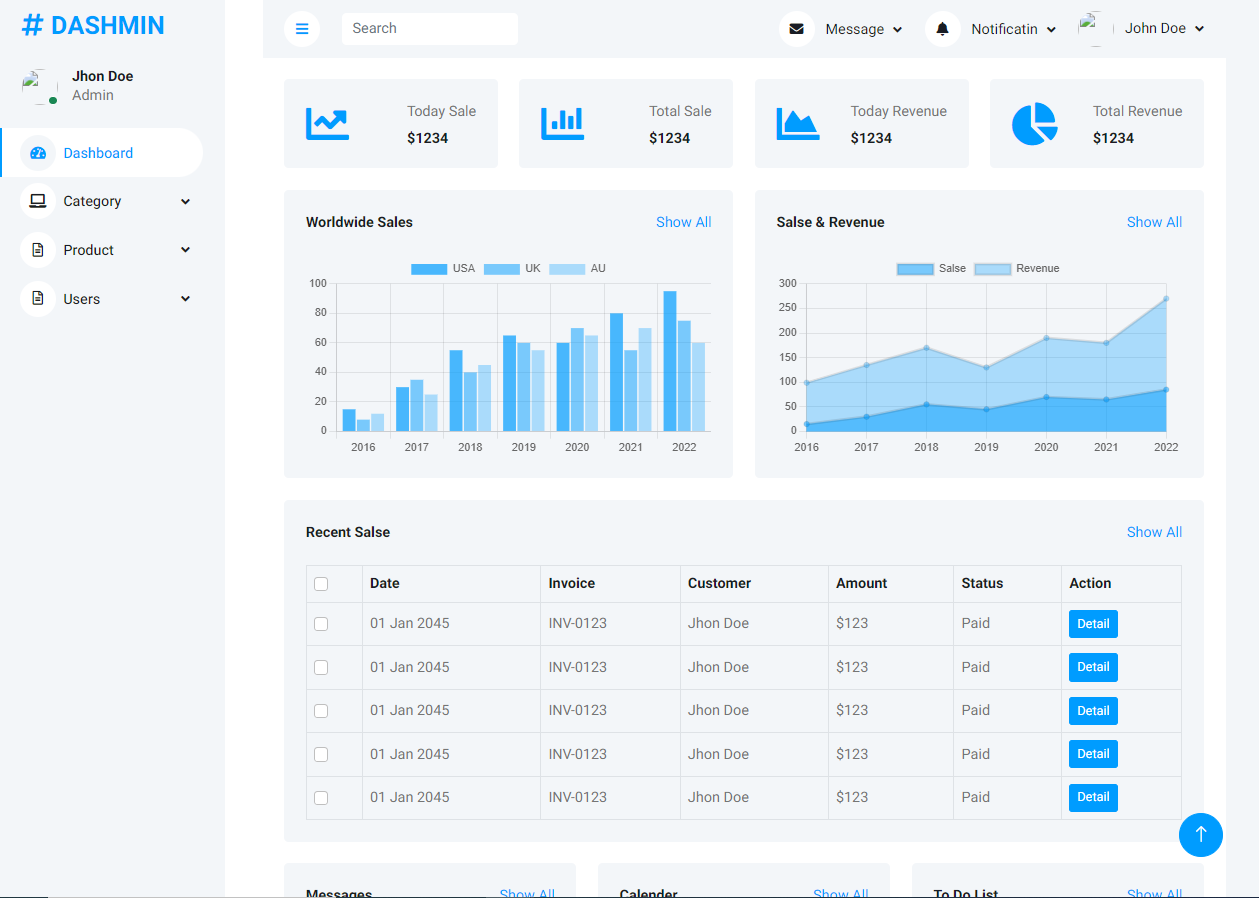 # DASHMIN
Jhon Doe
Admin
Dashboard
Category
Product
Users
Search
Message
Notificatin
John Doe
Today Sale
$1234
Total Sale
$1234
Today Revenue
$1234
Total Revenue
$1234
Worldwide Sales Show All
USA UK AU
100
80
60
40
20
0
2016 2017 2018 2019 2020 2021 2022
Salse & Revenue Show All
Salse Revenue
300
250
200
150
100
50
0
2016 2017 2018 2019 2020 2021 2022
Recent Salse Show All
Date Invoice Customer Amount Status Action
01 Jan 2045 INV-0123 Jhon Doe $123 Paid Detail
01 Jan 2045 INV-0123 Jhon Doe $123 Paid Detail
01 Jan 2045 INV-0123 Jhon Doe $123 Paid Detail
01 Jan 2045 INV-0123 Jhon Doe $123 Paid Detail
01 Jan 2045 INV-0123 Jhon Doe $123 Paid Detail
Messages Show All
Calender Show All
To Do List Show All